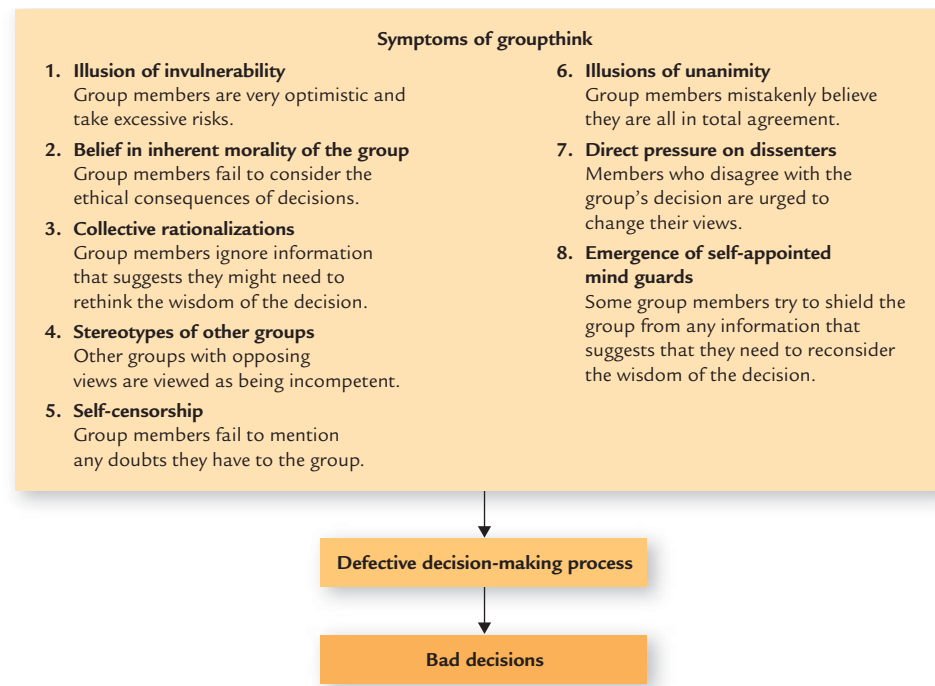 Symptoms of groupthink
1. Illusion of invulnerability
Group members are very optimistic and
take excessive risks.
2. Belief in inherent morality of the group
Group members fail to consider the
ethical consequences of decisions.
3. Collective rationalizations
Group members ignore information
that suggests they might need to
rethink the wisdom of the decision.
4. Stereotypes of other groups
Other groups with opposing
views are viewed as being incompetent.
5. Self-censorship
Group members fail to mention
any doubts they have to the group.
6. Illusions of unanimity
Group members mistakenly believe
they are all in total agreement.
7. Direct pressure on dissenters
Members who disagree with the
group’s decision are urged to
change their views.
8. Emergence of self-appointed
mind guards
Some group members try to shield the
group from any information that
suggests that they need to reconsider
the wisdom of the decision.
Defective decision-making process
Bad decisions